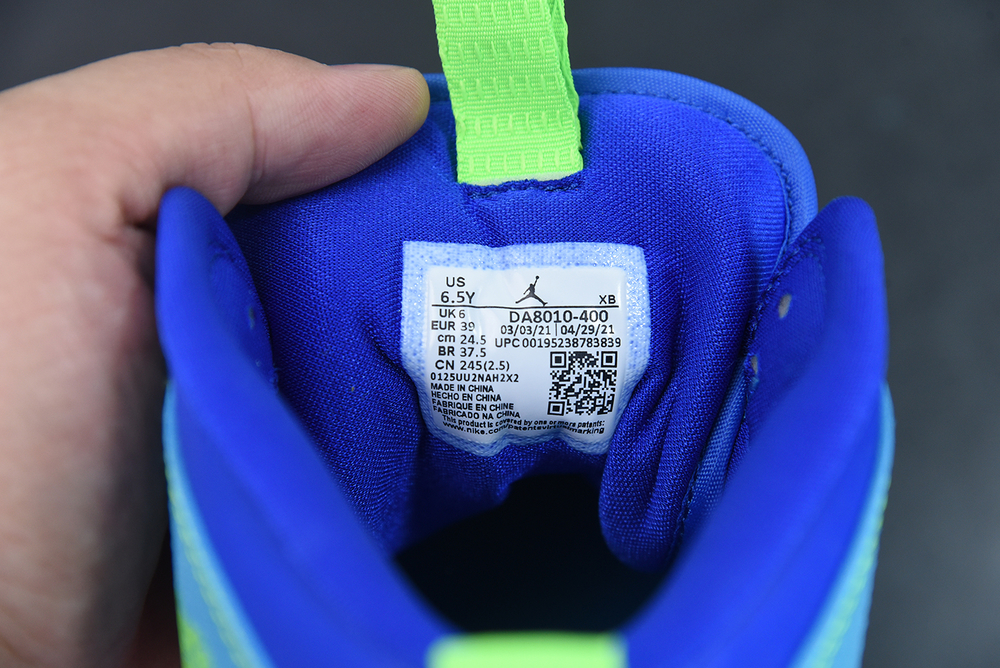 US
6.5Y XB
UK 6 DA8010-400
EUR 39 03/03/21 | 04/29/21
cm 24.5 UPC 00195238783839
BR 37.5
CN 245(2.5)
0125UU2NAH2X2
MADE IN CHINA
HECHO EN CHINA
FABRIQUE EN CHINE
FABRICADO NA CHINA
This product is covered by one or more patents:
www.nike.com/patentsvirtualmarking